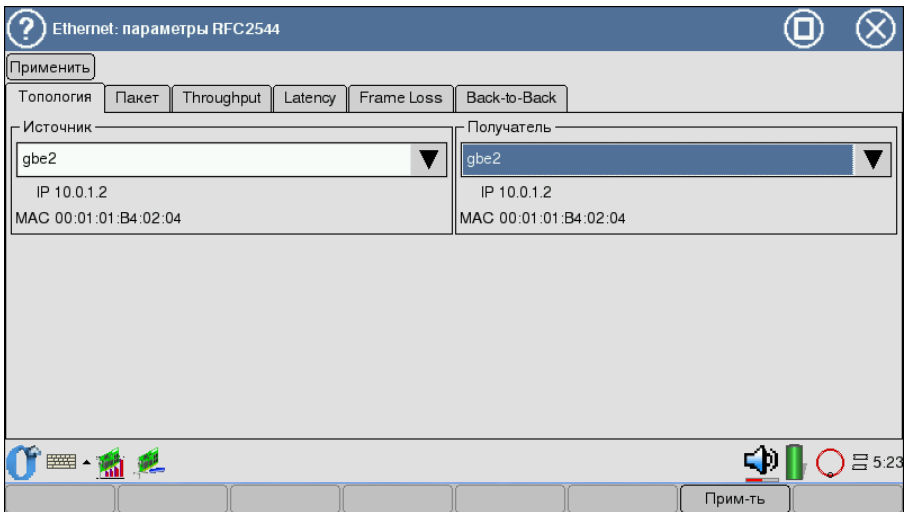 Ethernet: параметры RFC2544
Применить
Топология Пакет Throughput Latency Frame Loss Back-to-Back
Источник Получатель
gbe2 gbe2
IP 10.0.1.2 IP 10.0.1.2
MAC 00:01:01:B4:02:04 MAC 00:01:01:B4:02:04
5:23
Прим-ть